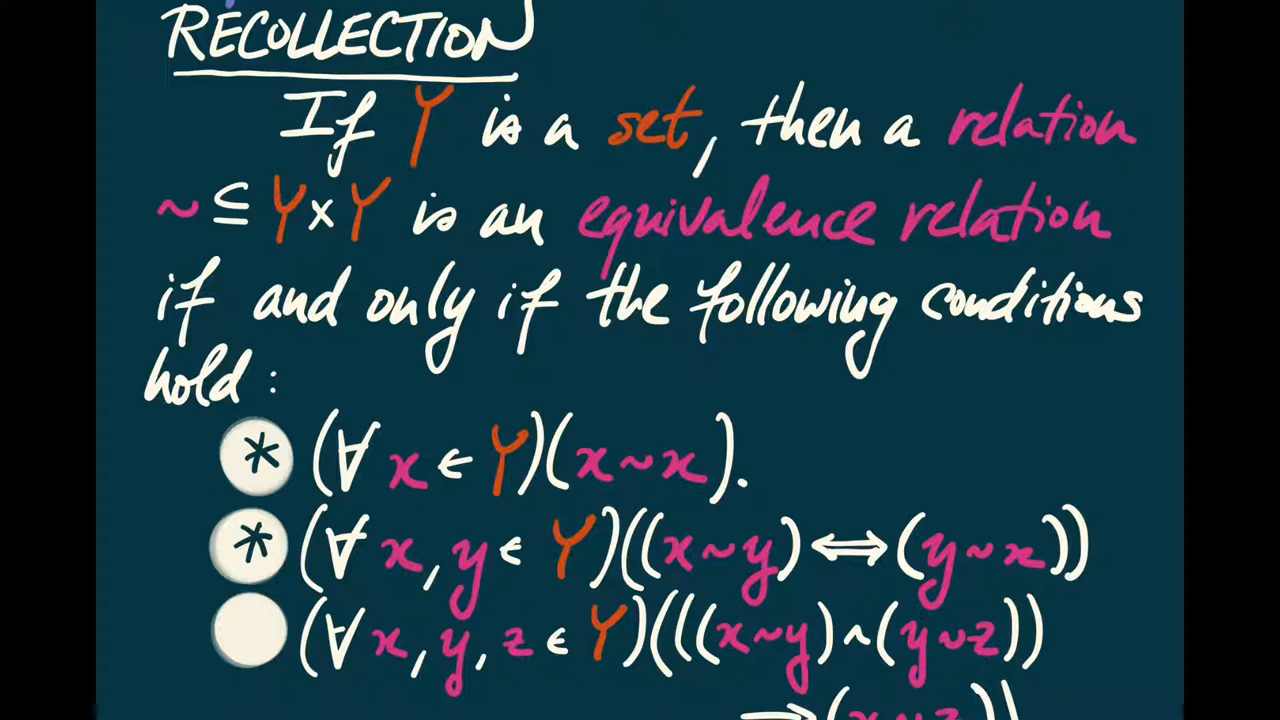 RECOLLECTION
If Y is a set, then a relation
~ ⊆ Y×Y is an equivalence relation
if and only if the following conditions
hold:
* (∀ x ∈ Y)(x ~ x).
* (∀ x, y ∈ Y)((x ~ y) ⟺ (y ~ x))
(∀ x, y, z ∈ Y)(((x ~ y) ∧ (y ~ z))
⟹ (x ~ z))